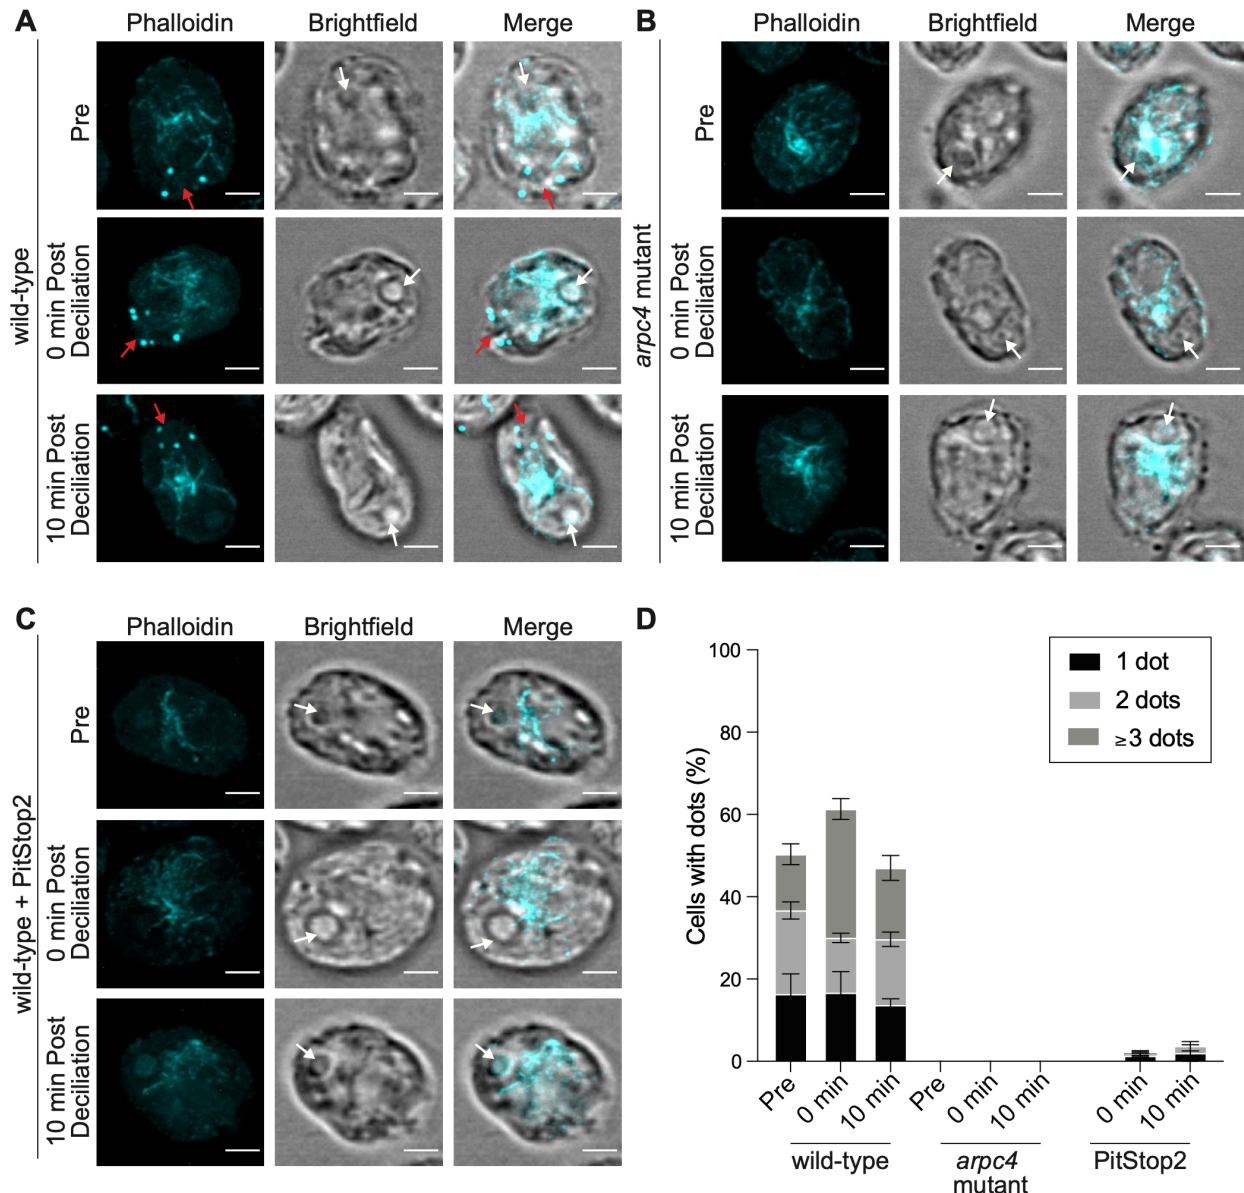 A
Phalloidin
Brightfield
Merge
wild-type
Pre
0 min Post
Deciliation
10 min Post
Deciliation
B
Phalloidin
Brightfield
Merge
arpc4 mutant
Pre
0 min Post
Deciliation
10 min Post
Deciliation
C
Phalloidin
Brightfield
Merge
wild-type + PitStop2
Pre
0 min Post
Deciliation
10 min Post
Deciliation
D
Cells with dots (%)
100
80
60
40
20
0
1 dot
2 dots
≥3 dots
Pre
0 min
10 min
Pre
0 min
10 min
0 min
10 min
wild-type
arpc4
mutant
PitStop2